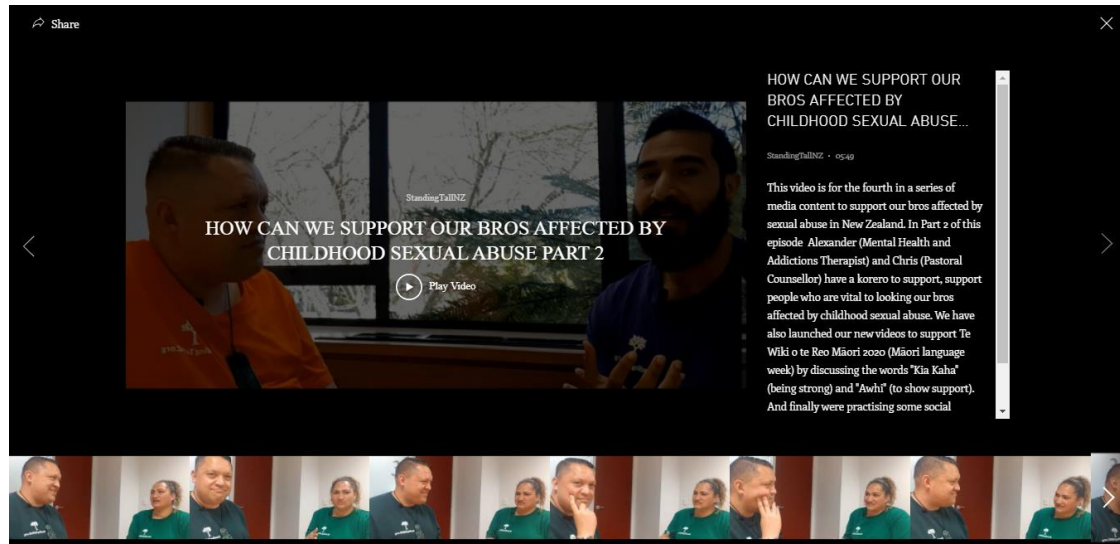 Share
StandingTallNZ
HOW CAN WE SUPPORT OUR BROS AFFECTED BY
CHILDHOOD SEXUAL ABUSE PART 2
Play Video
HOW CAN WE SUPPORT OUR
BROS AFFECTED BY
CHILDHOOD SEXUAL ABUSE...
StandingTallNZ • 05:49
This video is for the fourth in a series of
media content to support our bros affected by
sexual abuse in New Zealand. In Part 2 of this
episode Alexander (Mental Health and
Addictions Therapist) and Chris (Pastoral
Counsellor) have a korero to support, support
people who are vital to looking our bros
affected by childhood sexual abuse. We have
also launched our new videos to support Te
Wiki o te Reo Māori 2020 (Māori language
week) by discussing the words "Kia Kaha"
(being strong) and "Awhi" (to show support).
And finally were practising some social